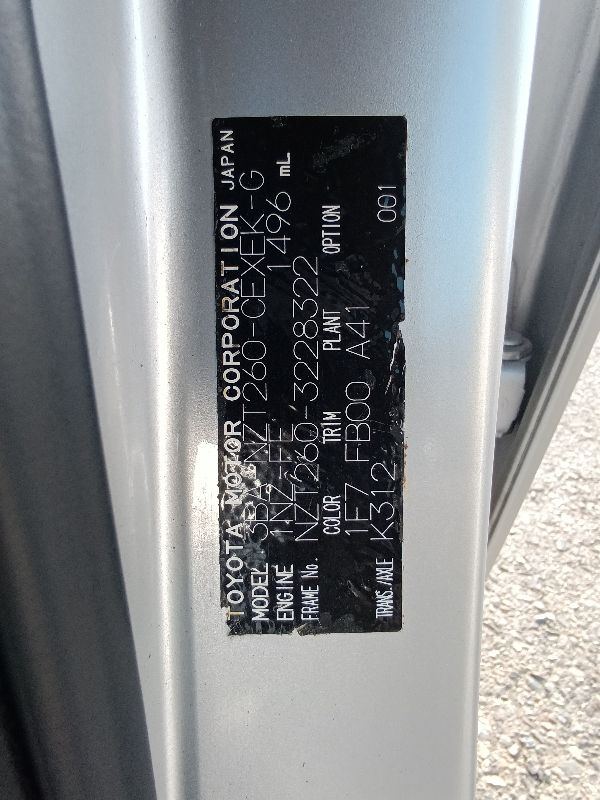 TOYOTA MOTOR CORPORATION JAPAN
MODEL 3BA-NZT260-CEXEK-G
ENGINE 1NZ-FE 1496 mL
FRAME No. NZT260-3228322
COLOR TRIM PLANT OPTION
1F7 FB00 A41 001
TRANS./AXLE K312